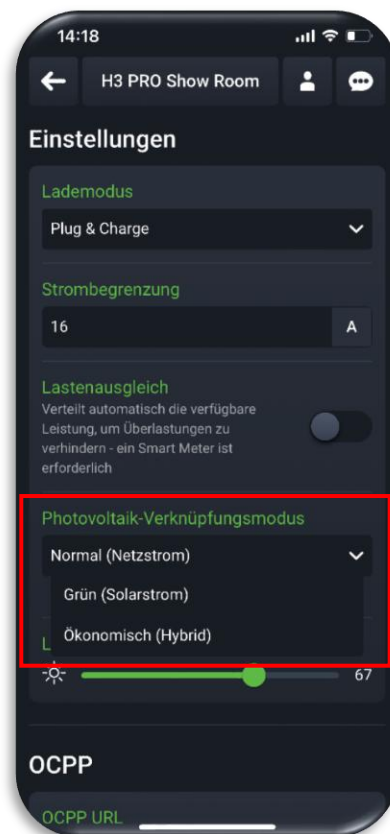 14:18
H3 PRO Show Room
Einstellungen
Lademodus
Plug & Charge
Strombegrenzung
16 A
Lastenausgleich
Verteilt automatisch die verfügbare
Leistung, um Überlastungen zu
verhindern - ein Smart Meter ist
erforderlich
Photovoltaik-Verknüpfungsmodus
Normal (Netzstrom)
Grün (Solarstrom)
Ökonomisch (Hybrid)
67
OCPP
OCPP URL